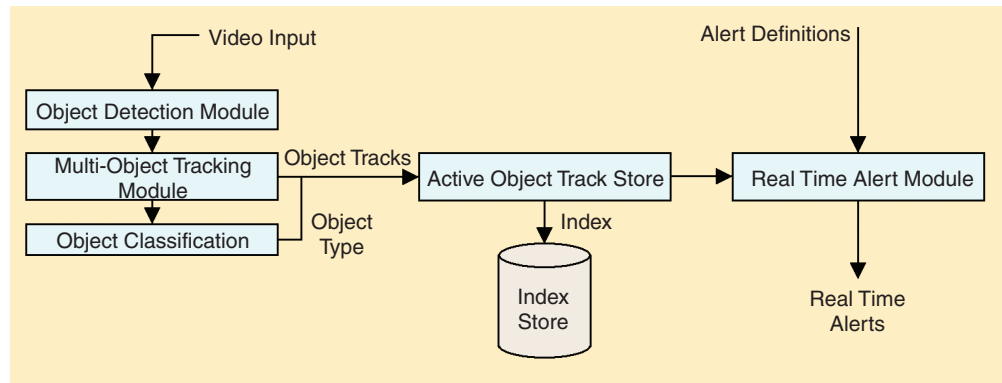 Video Input
Alert Definitions
Object Detection Module
Multi-Object Tracking
Module
Object Tracks
Active Object Track Store
Real Time Alert Module
Object Classification
Object
Type
Index
Index
Store
Real Time
Alerts